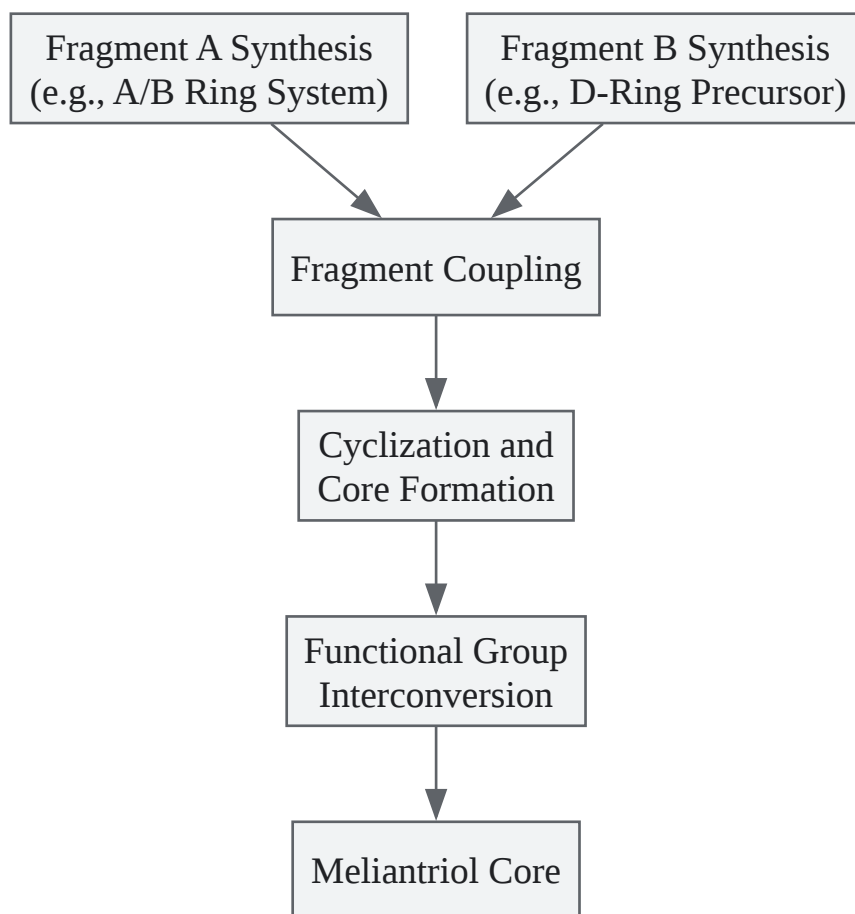 Fragment A Synthesis
(e.g., A/B Ring System)
Fragment B Synthesis
(e.g., D-Ring Precursor)
Fragment Coupling
Cyclization and
Core Formation
Functional Group
Interconversion
Meliantriol Core